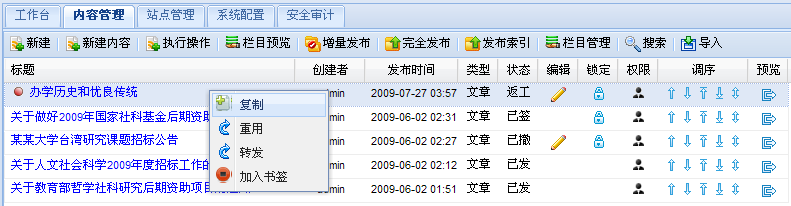 工作台 内容管理 站点管理 系统配置 安全审计
新建 新建内容 执行操作 栏目预览 增量发布 完全发布 发布索引 栏目管理 搜索 导入
标题 创建者 发布时间 类型 状态 编辑 锁定 权限 调序 预览
办学历史和优良传统 min 2009-07-27 03:57 文章 返工
复制
关于做好2009年国家社科基金后期资助 min 2009-06-02 02:31 文章 已签
重用
某某大学台湾研究课题招标公告 min 2009-06-02 02:27 文章 已撤
转发
关于人文社会科学2009年度招标工作的 min 2009-06-02 02:12 文章 已发
加入书签
关于教育部哲学社科研究后期资助项目 min 2009-06-02 01:51 文章 已发